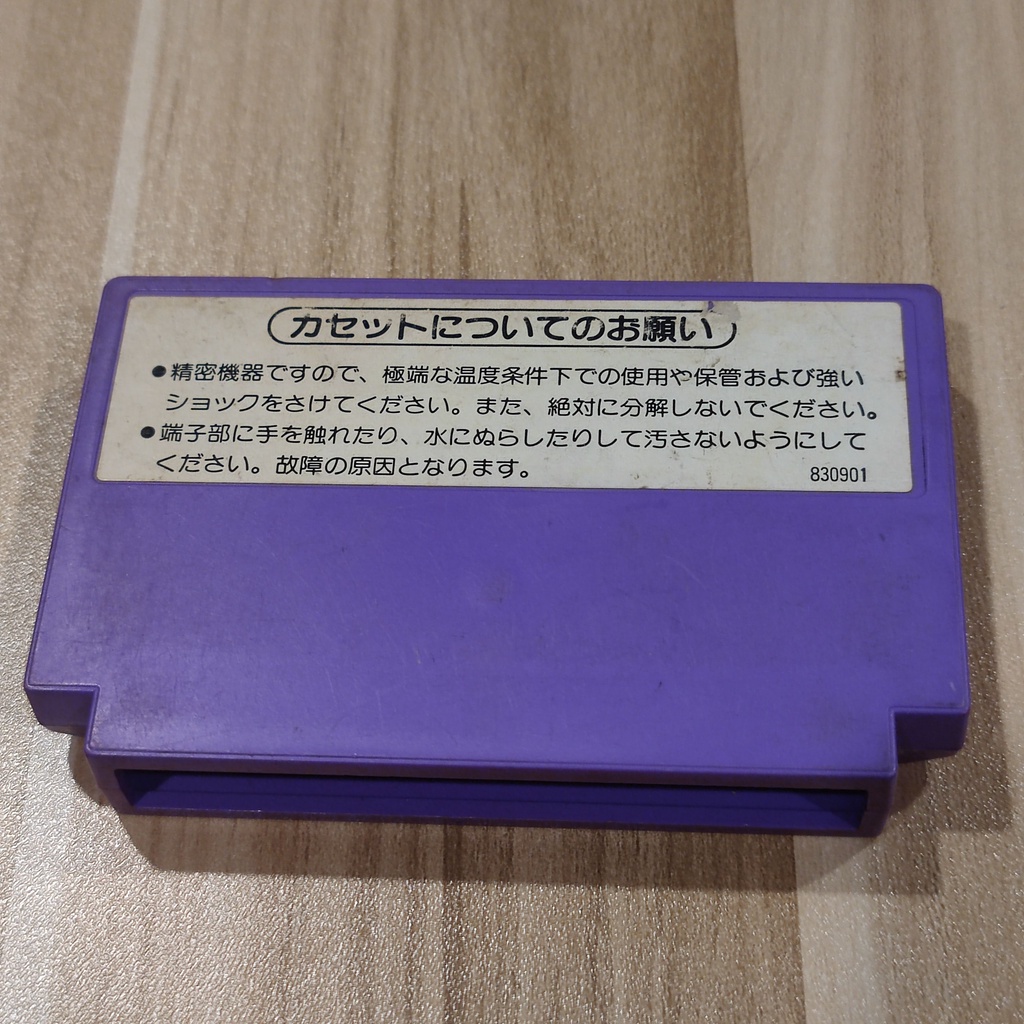 カセットについてのお願い
●精密機器ですので、極端な温度条件下での使用や保管および強い
ショックをさけてください。また、絶対に分解しないでください。
●端子部に手を触れたり、水にぬらしたりして汚さないようにして
ください。故障の原因となります。
830901